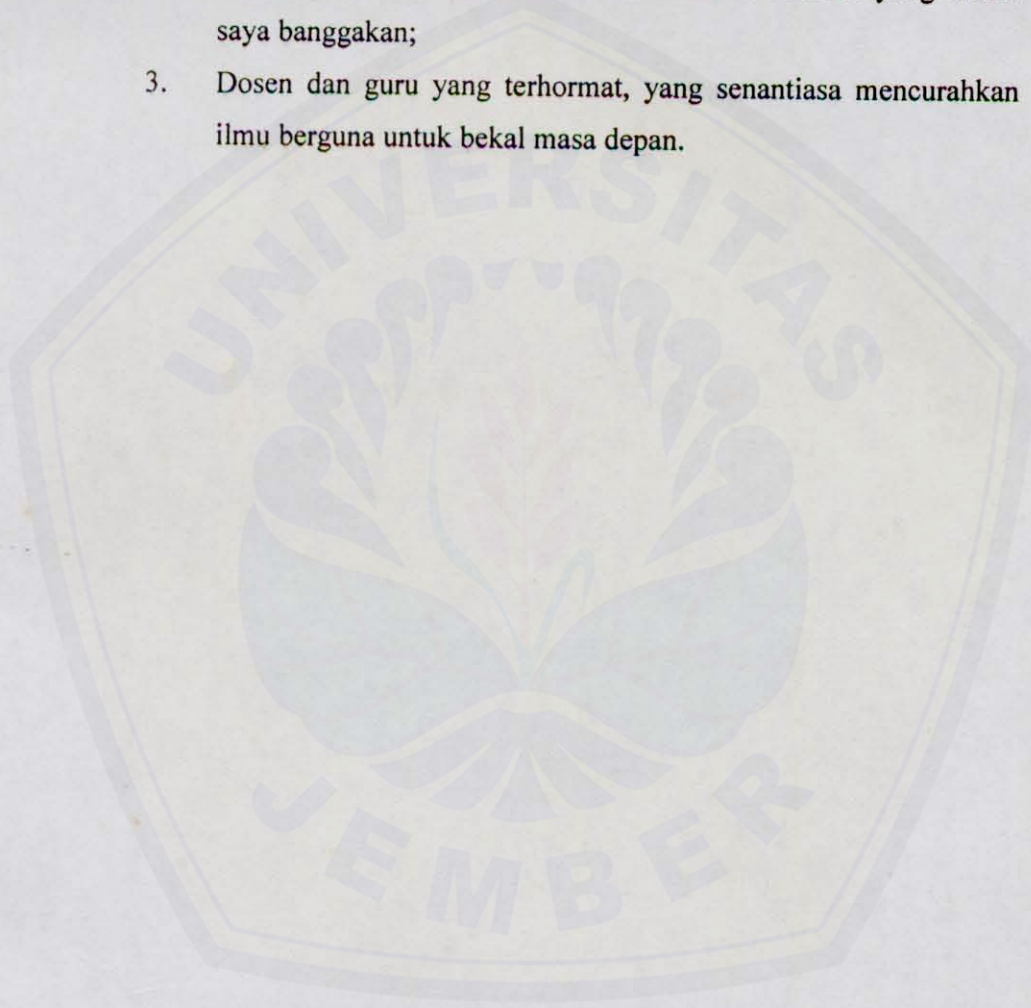 saya banggakan;
3. Dosen dan guru yang terhormat, yang senantiasa mencurahkan
ilmu berguna untuk bekal masa depan.
UNIVERSITAS
JEMBER